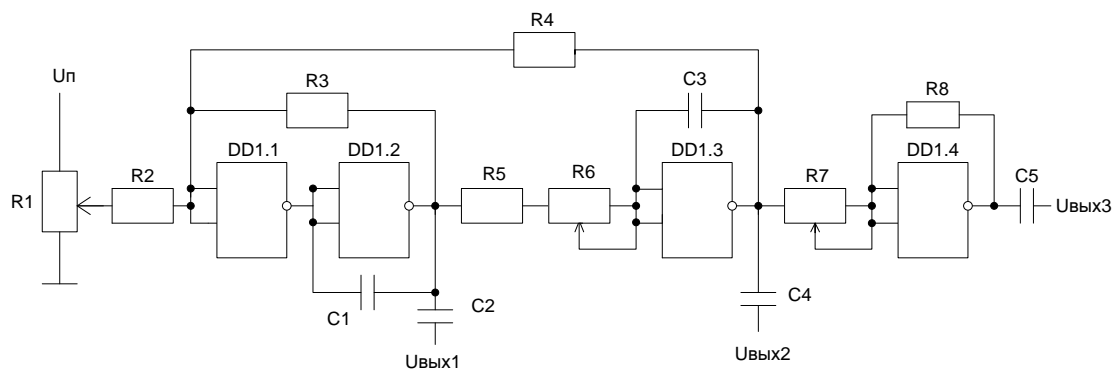 R4
Uп
R3
C3
R8
DD1.1
DD1.2
DD1.3
DD1.4
R1
R2
R5
R6
R7
C5
Uвых3
C1
C2
C4
Uвых1
Uвых2